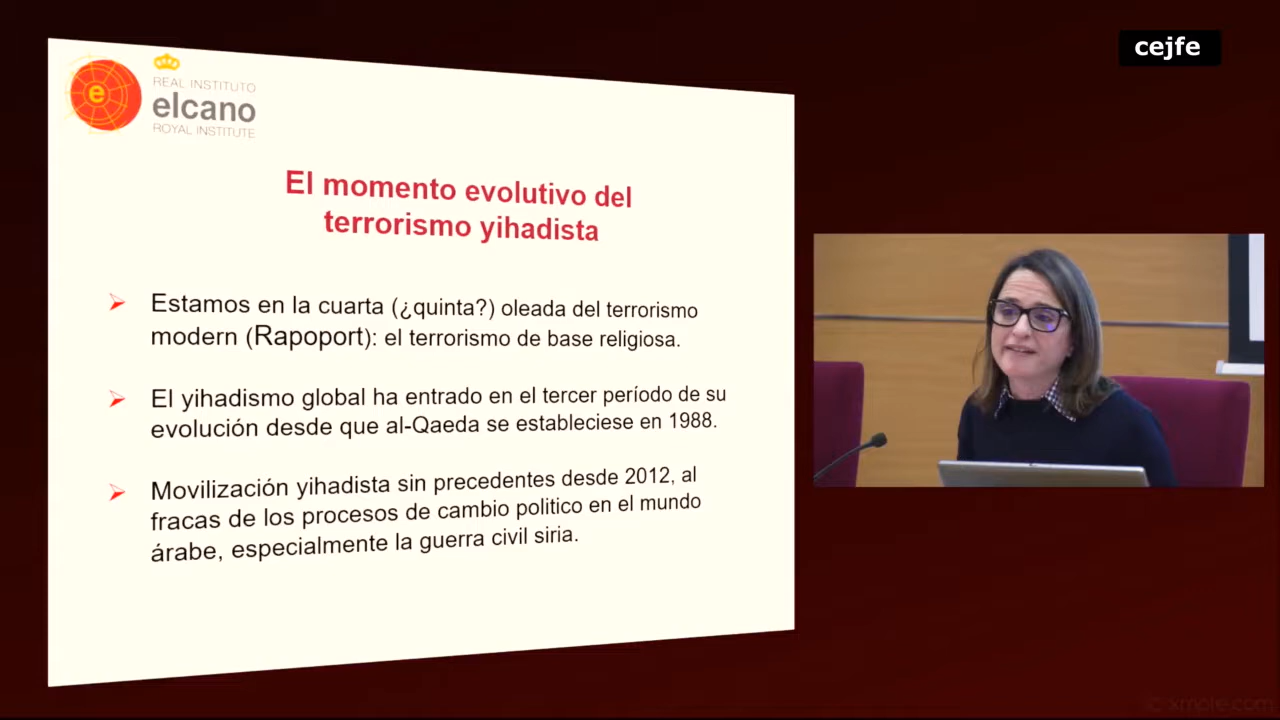 cejfe
e
REAL INSTITUTO
elcano
ROYAL INSTITUTE
El momento evolutivo del
terrorismo yihadista
Estamos en la cuarta (¿quinta?) oleada del terrorismo
modern (Rapoport): el terrorismo de base religiosa.
El yihadismo global ha entrado en el tercer período de su
evolución desde que al-Qaeda se estableciese en 1988.
Movilización yihadista sin precedentes desde 2012, al
fracas de los procesos de cambio politico en el mundo
árabe, especialmente la guerra civil siria.